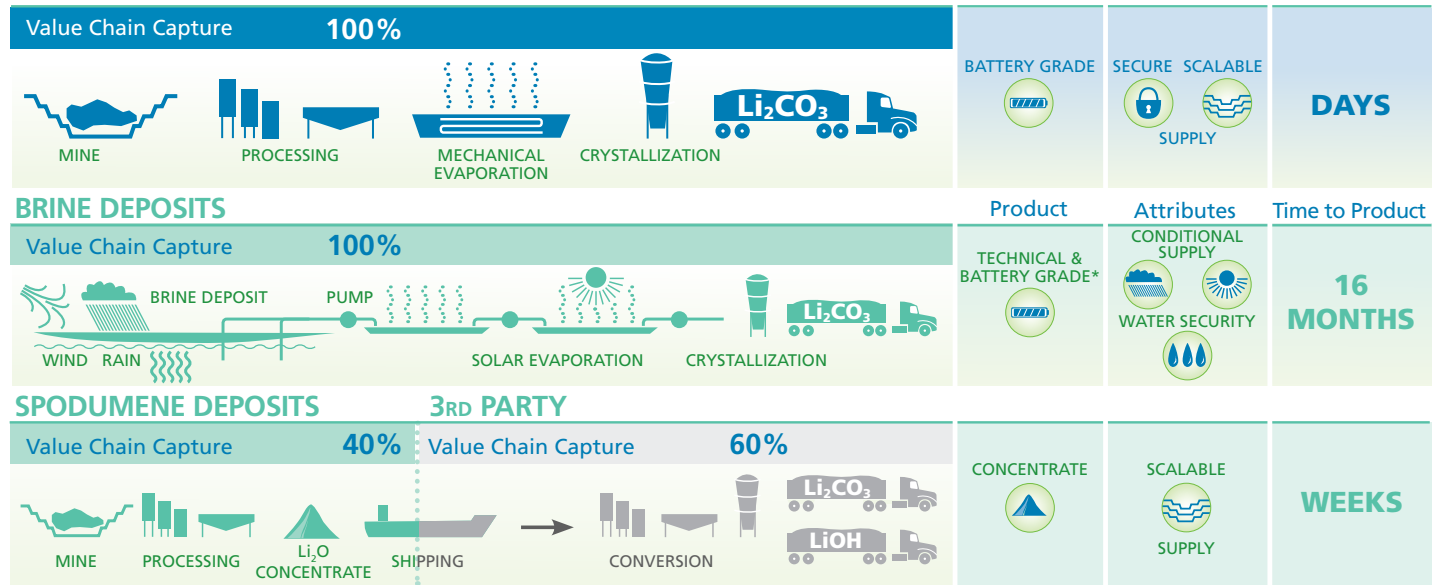 Value Chain Capture 100%
BATTERY GRADE
SECURE SCALABLE
SUPPLY
DAYS
Li₂CO₃
MINE
PROCESSING
MECHANICAL
EVAPORATION
CRYSTALLIZATION
BRINE DEPOSITS
Product
Attributes
Time to Product
Value Chain Capture 100%
BRINE DEPOSIT
PUMP
Li₂CO₃
WIND RAIN
SOLAR EVAPORATION
CRYSTALLIZATION
TECHNICAL &
BATTERY GRADE*
CONDITIONAL
SUPPLY
WATER SECURITY
16
MONTHS
SPODUMENE DEPOSITS
3RD PARTY
Value Chain Capture 40%
Value Chain Capture 60%
MINE
PROCESSING
Li₂O
CONCENTRATE
SHIPPING
CONVERSION
Li₂CO₃
LiOH
CONCENTRATE
SCALABLE
SUPPLY
WEEKS